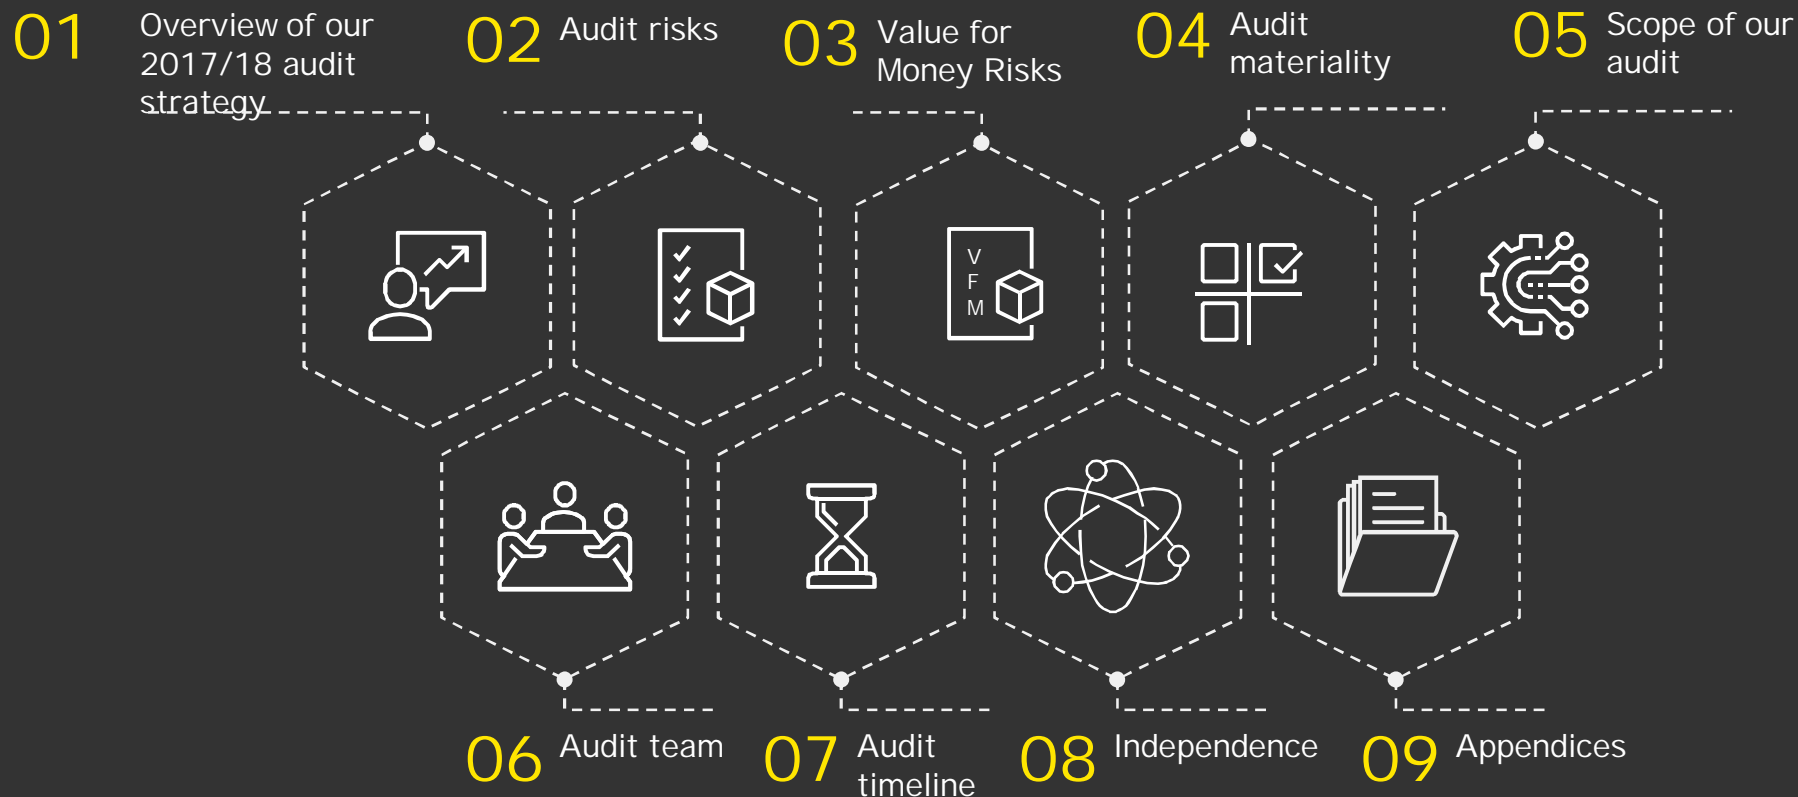 01 Overview of our
2017/18 audit
strategy
02 Audit risks
03 Value for
Money Risks
04 Audit
materiality
05 Scope of our
audit
V
F
M
06 Audit team
07 Audit
timeline
08 Independence
09 Appendices